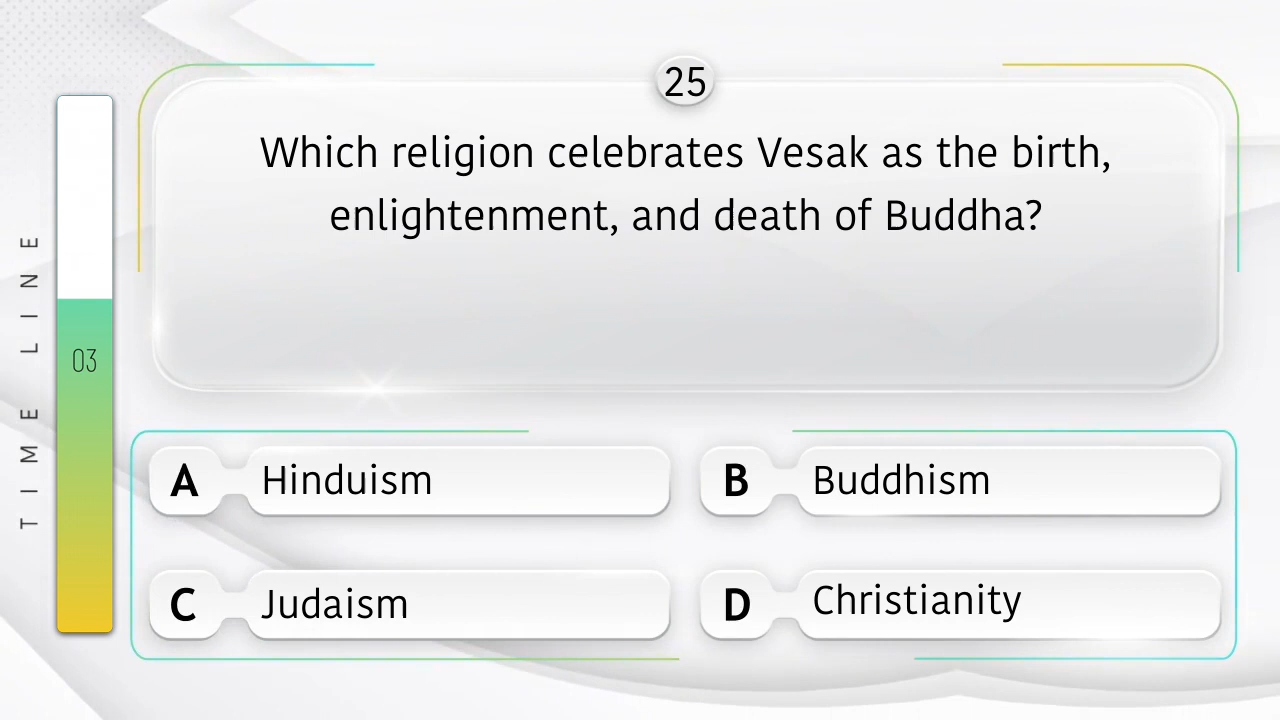 25
Which religion celebrates Vesak as the birth,
enlightenment, and death of Buddha?
TIME LINE
03
A Hinduism
B Buddhism
C Judaism
D Christianity